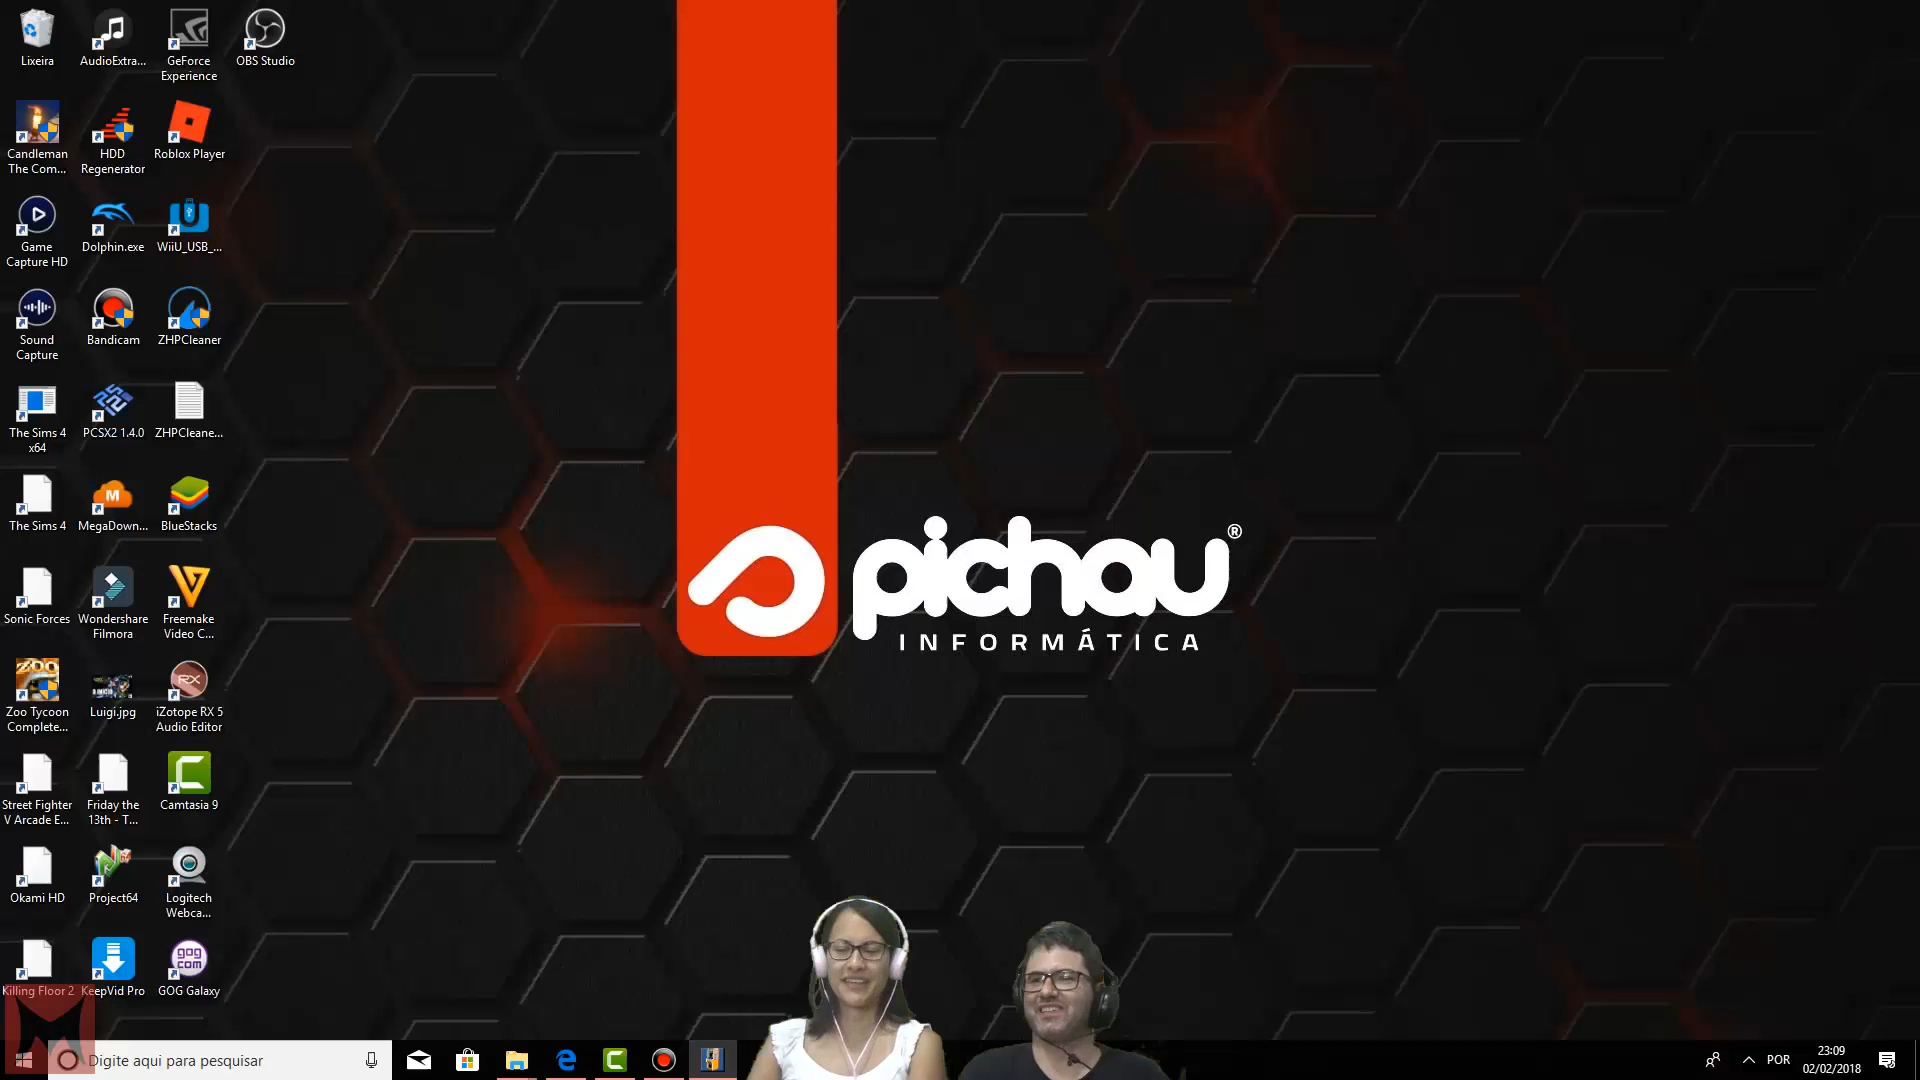 Lixeira
AudioExtra...
GeForce
Experience
OBS Studio
Candleman
The Com...
HDD
Regenerator
Roblox Player
Game
Capture HD
Dolphin.exe
WiiU_USB_...
Sound
Capture
Bandicam
ZHPCleaner
The Sims 4
x64
PCSX2 1.4.0
ZHPCleane...
The Sims 4
MegaDown...
BlueStacks
Sonic Forces
Wondershare
Filmora
Freemake
Video C...
ZOO
Zoo Tycoon
Complete...
Luigi.jpg
RX
iZotope RX 5
Audio Editor
Street Fighter
V Arcade E...
Friday the
13th - T...
Camtasia 9
Okami HD
Project64
Logitech
Webca...
Killing Floor 2
KeepVid Pro
gog
com
GOG Galaxy
pichau®
INFORMÁTICA
Digite aqui para pesquisar
POR
23:09
02/02/2018